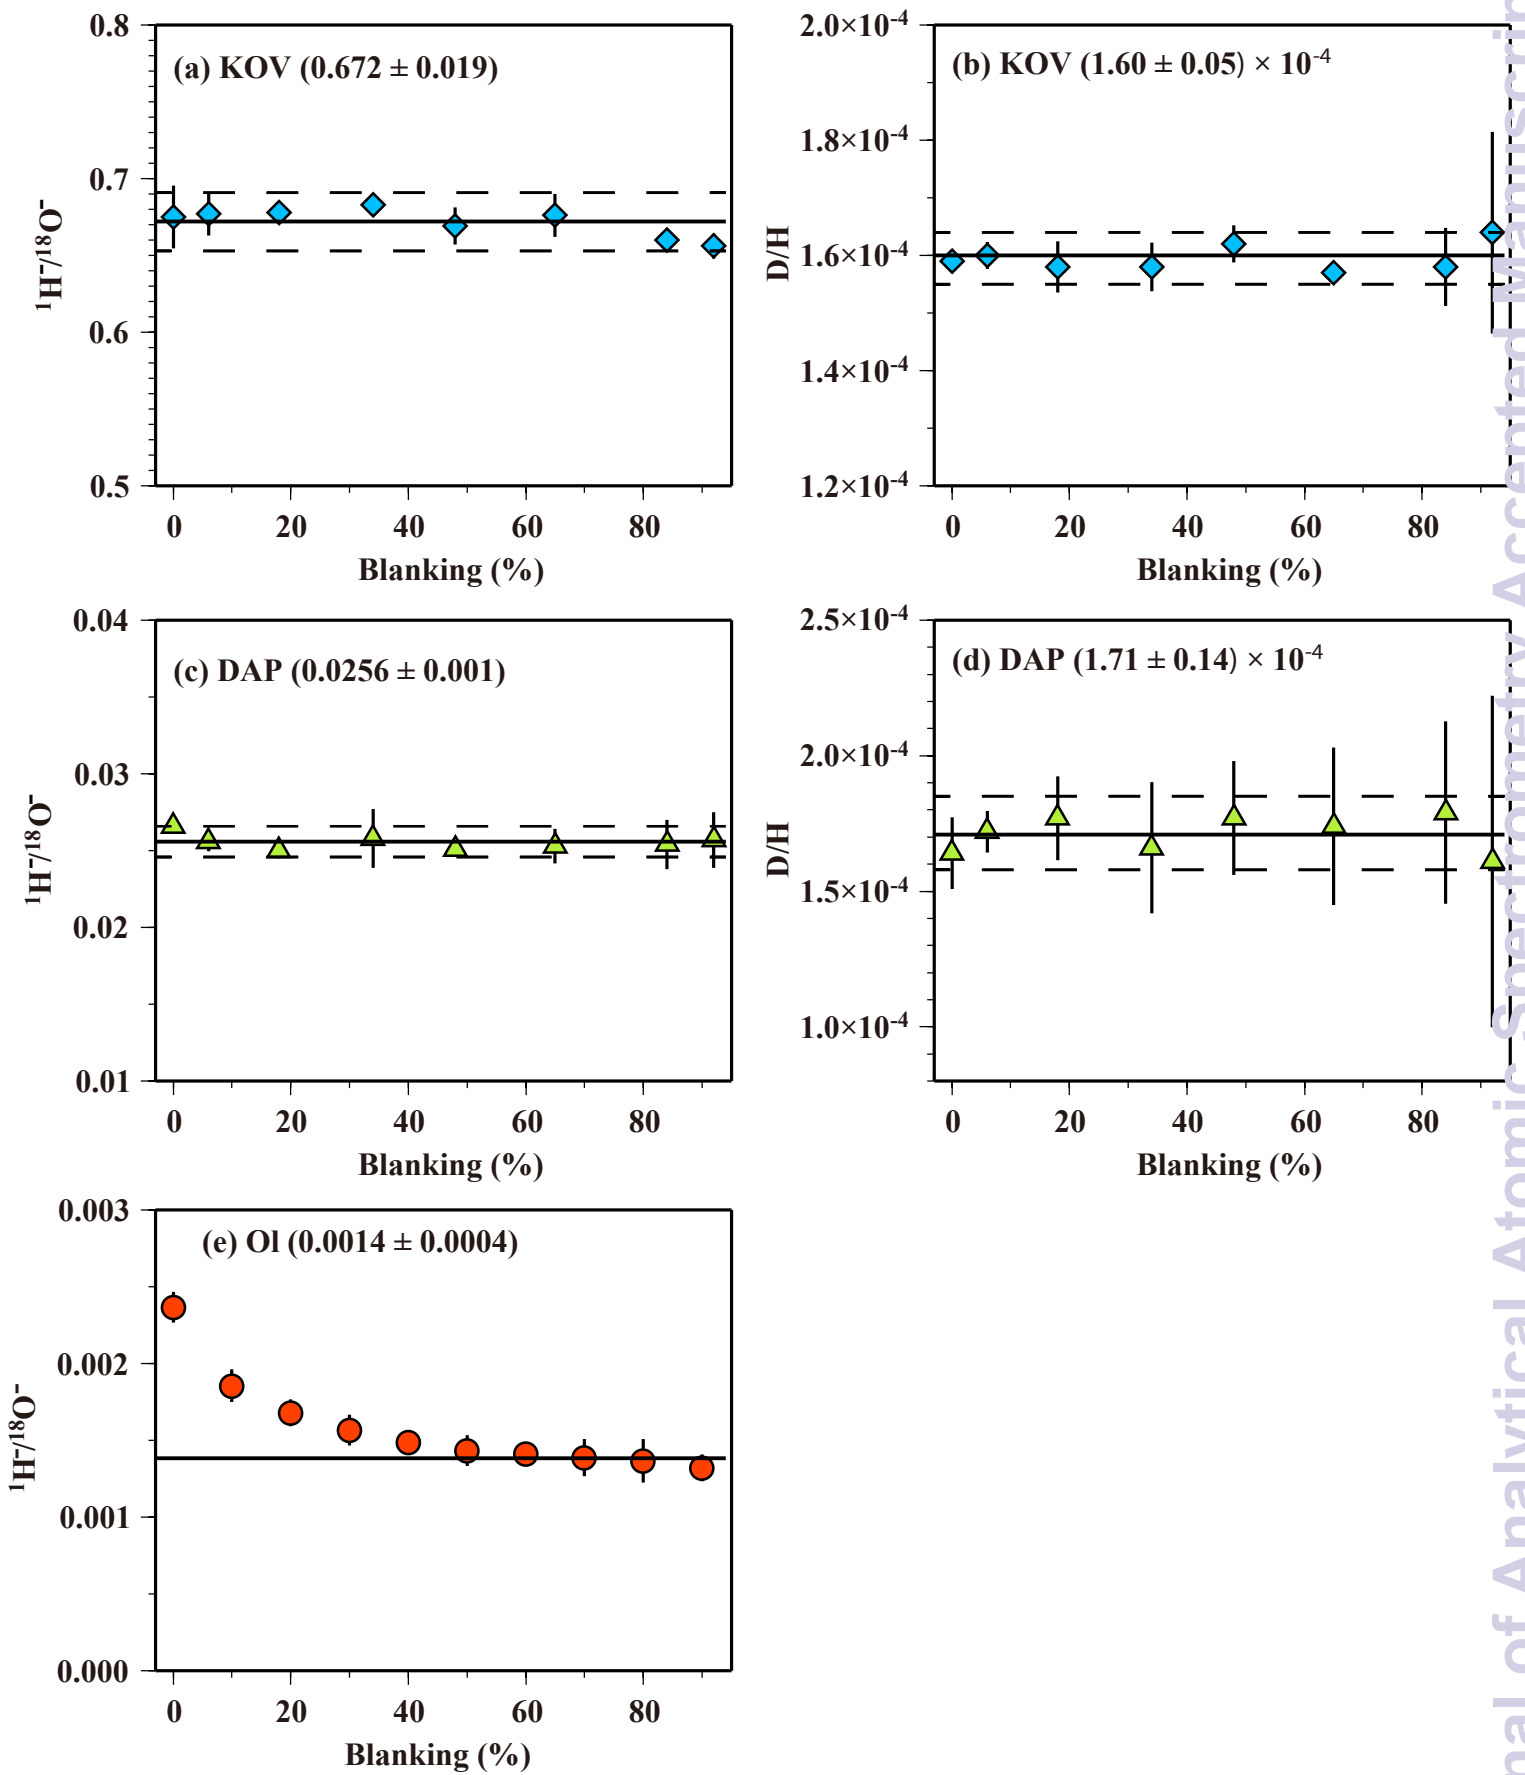 (a) KOV (0.672 ± 0.019)
0.8
0.7
0.6
0.5
¹H⁻/¹⁸O⁻
0 20 40 60 80
Blanking (%)
(b) KOV (1.60 ± 0.05) × 10⁻⁴
2.0×10⁻⁴
1.8×10⁻⁴
1.6×10⁻⁴
1.4×10⁻⁴
1.2×10⁻⁴
D/H
0 20 40 60 80
Blanking (%)
(c) DAP (0.0256 ± 0.001)
0.04
0.03
0.02
0.01
¹H⁻/¹⁸O⁻
0 20 40 60 80
Blanking (%)
(d) DAP (1.71 ± 0.14) × 10⁻⁴
2.5×10⁻⁴
2.0×10⁻⁴
1.5×10⁻⁴
1.0×10⁻⁴
D/H
0 20 40 60 80
Blanking (%)
(e) Ol (0.0014 ± 0.0004)
0.003
0.002
0.001
0.000
¹H⁻/¹⁸O⁻
0 20 40 60 80
Blanking (%)
of Analytical Atomic Spectrometry Accepted